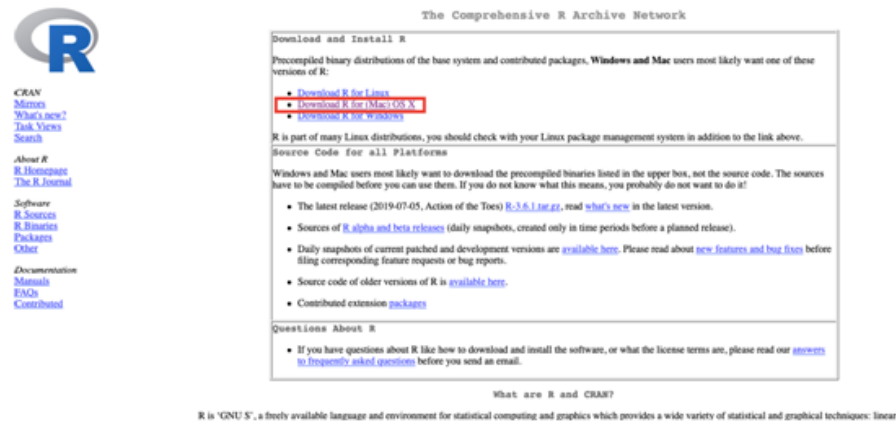 The Comprehensive R Archive Network
R
CRAN
Mirrors
What's new?
Task Views
Search
About R
R Homepage
The R Journal
Software
R Sources
R Binaries
Packages
Other
Documentation
Manuals
FAQs
Contributed
Download and Install R
Precompiled binary distributions of the base system and contributed packages, Windows and Mac users most likely want one of these
versions of R:
• Download R for Linux
• Download R for (Mac) OS X
• Download R for Windows
R is part of many Linux distributions, you should check with your Linux package management system in addition to the link above.
Source Code for all Platforms
Windows and Mac users most likely want to download the precompiled binaries listed in the upper box, not the source code. The sources
have to be compiled before you can use them. If you do not know what this means, you probably do not want to do it!
• The latest release (2019-07-05, Action of the Toes) R-3.6.1.tar.gz, read what's new in the latest version.
• Sources of R alpha and beta releases (daily snapshots, created only in time periods before a planned release).
• Daily snapshots of current patched and development versions are available here. Please read about new features and bug fixes before
filing corresponding feature requests or bug reports.
• Source code of older versions of R is available here.
• Contributed extension packages
Questions About R
• If you have questions about R like how to download and install the software, or what the license terms are, please read our answers
to frequently asked questions before you send an email.
What are R and CRAN?
R is 'GNU S', a freely available language and environment for statistical computing and graphics which provides a wide variety of statistical and graphical techniques: linear